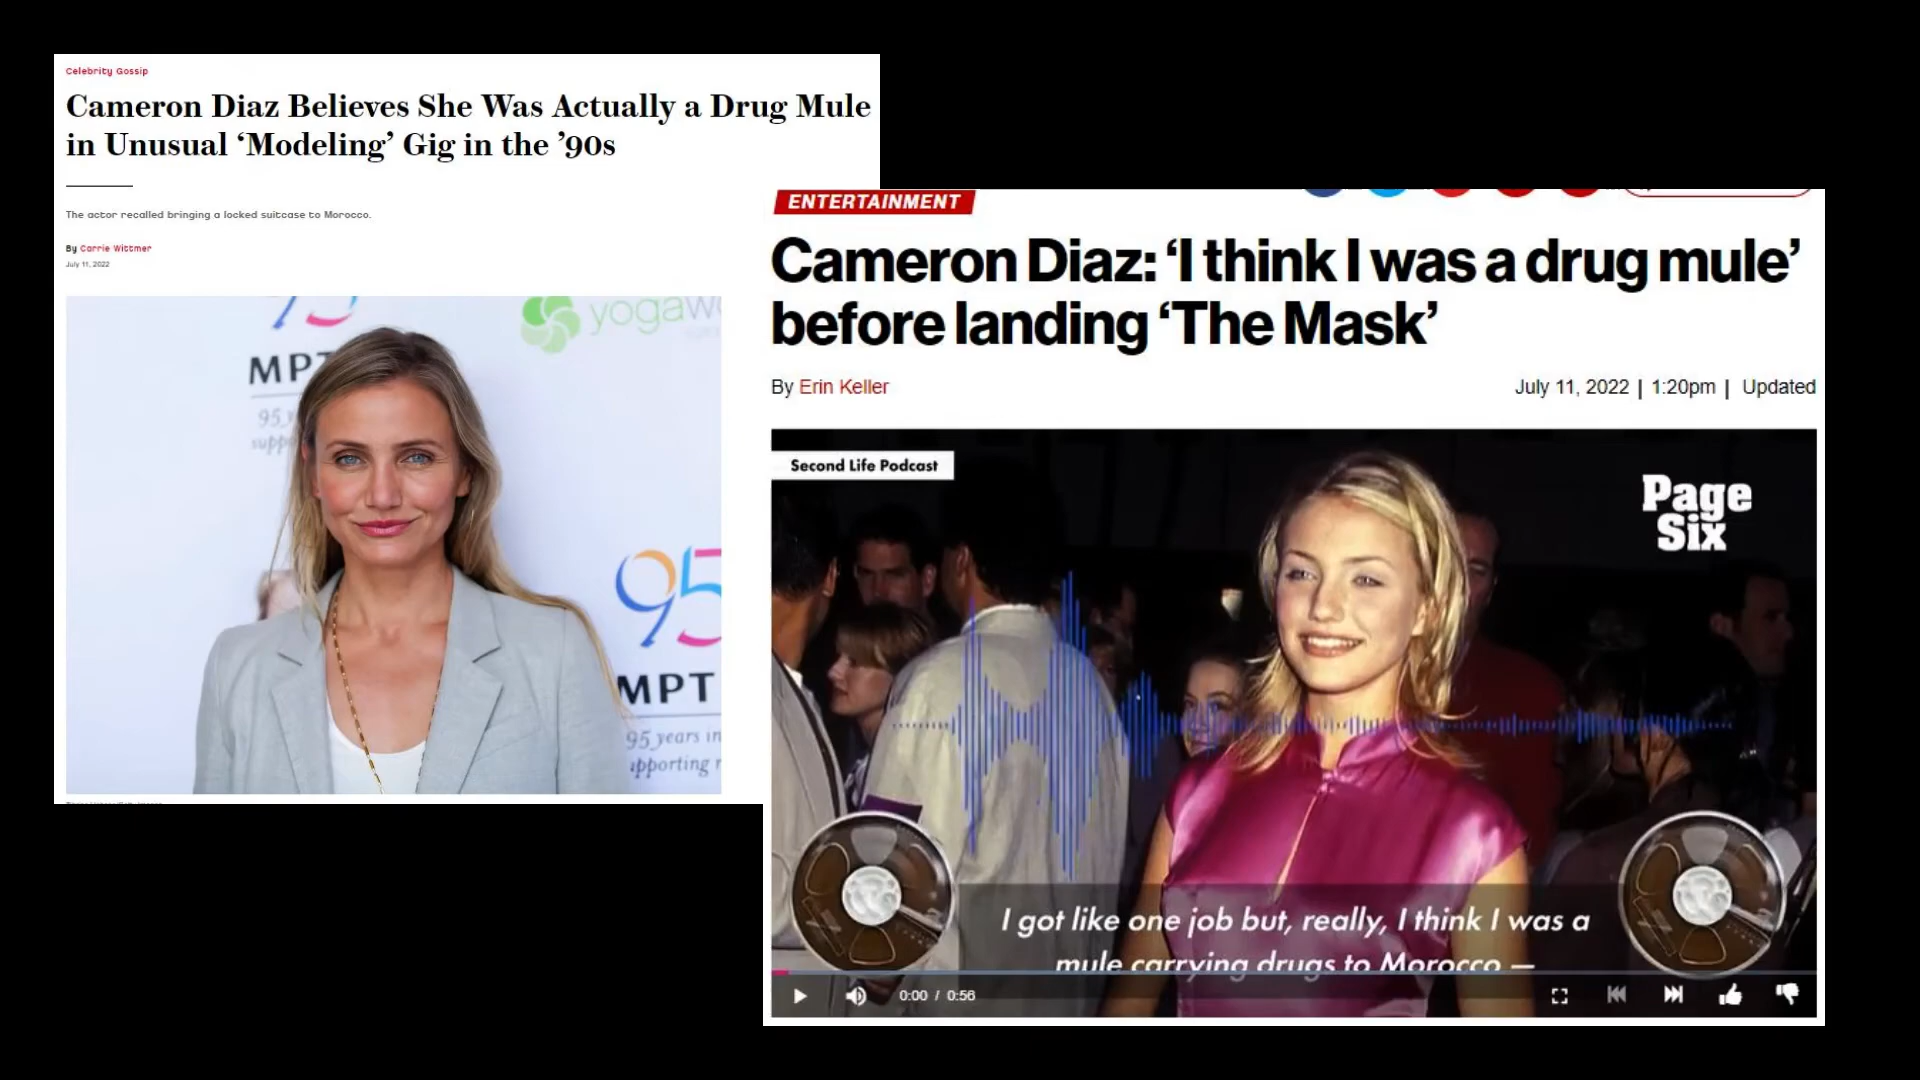 Celebrity Gossip
Cameron Diaz Believes She Was Actually a Drug Mule
in Unusual ‘Modeling’ Gig in the ’90s
The actor recalled bringing a locked suitcase to Morocco.
By Carrie Wittmer
July 11, 2022
MPT
95
yogaw
95
MPT
95 years in
ENTERTAINMENT
Cameron Diaz: ‘I think I was a drug mule’
before landing ‘The Mask’
By Erin Keller
July 11, 2022 | 1:20pm | Updated
Second Life Podcast
Page
Six
I got like one job but, really, I think I was a
mule carrying drugs to Morocco —
0:00 / 0:56